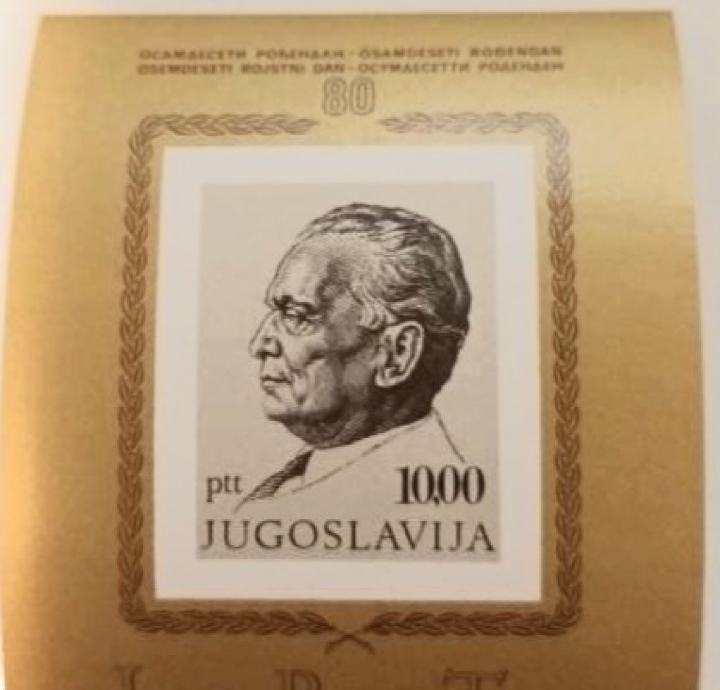 ОСАМДЕСЕТИ РОЂЕНДАН · OSAMDESETI ROĐENDAN
OSEMDESETI ROJSTNI DAN · ОСУМДЕСЕТТИ РОДЕНДЕН
80
ptt 10,00
JUGOSLAVIJA